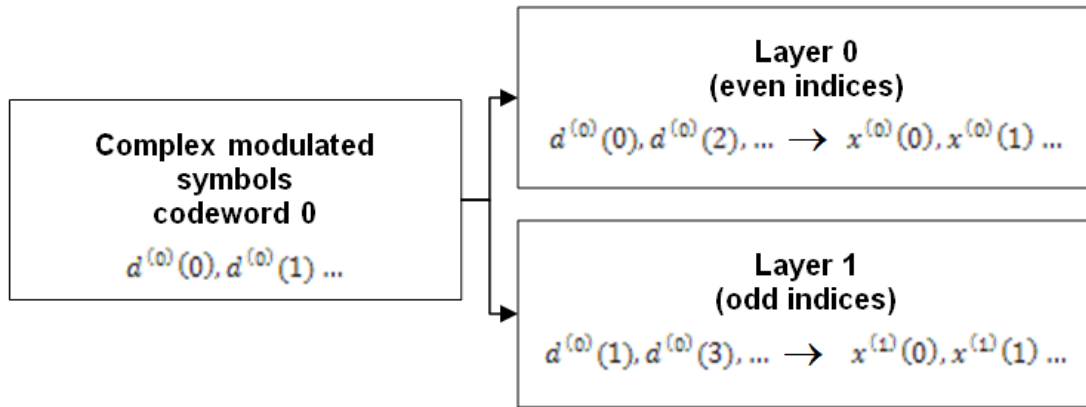 Complex modulated
symbols
codeword 0
d⁽⁰⁾(0), d⁽⁰⁾(1) ...
Layer 0
(even indices)
d⁽⁰⁾(0), d⁽⁰⁾(2), ... → x⁽⁰⁾(0), x⁽⁰⁾(1) ...
Layer 1
(odd indices)
d⁽⁰⁾(1), d⁽⁰⁾(3), ... → x⁽¹⁾(0), x⁽¹⁾(1) ...